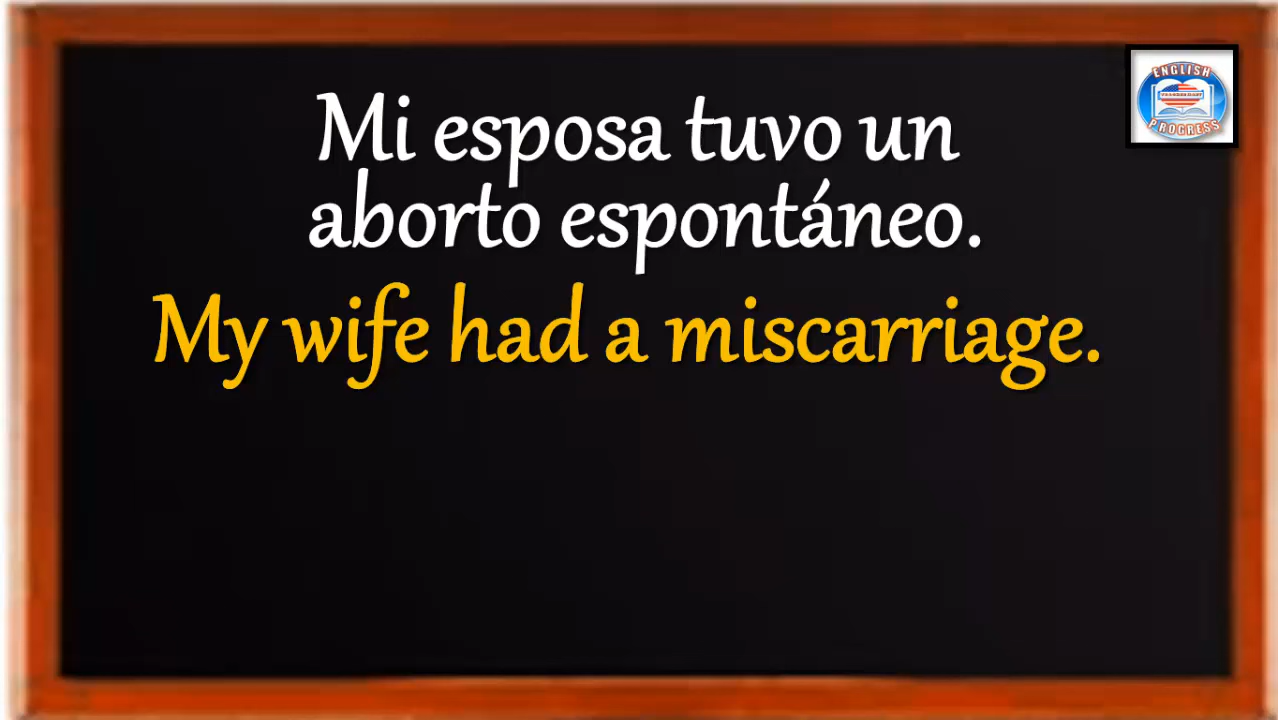 Mi esposa tuvo un
aborto espontáneo.
My wife had a miscarriage.
ENGLISH
PROGRESS